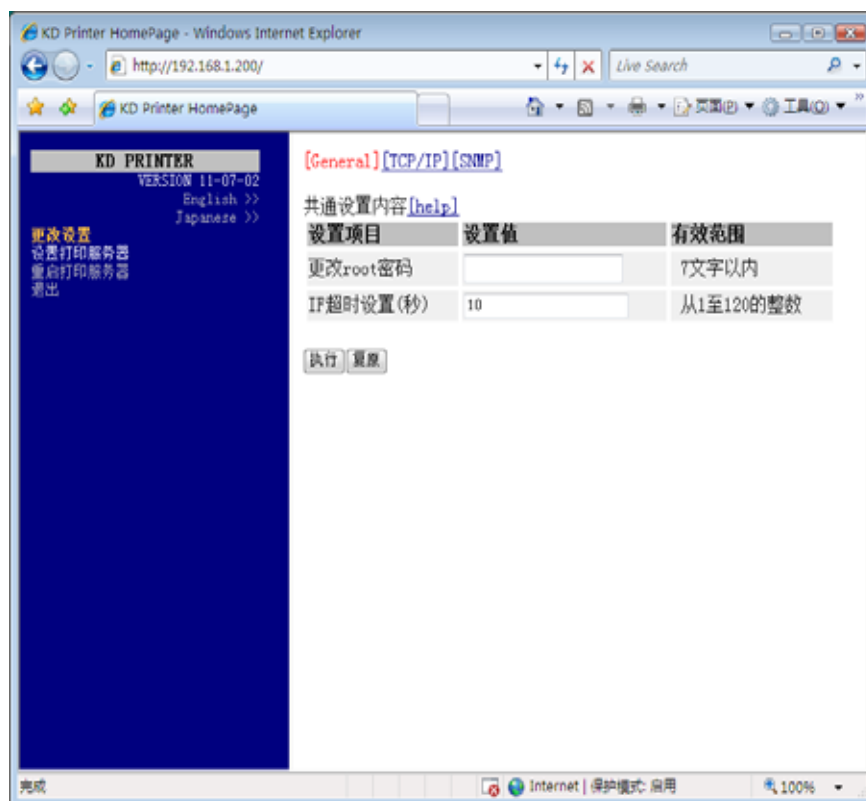 KD Printer HomePage - Windows Internet Explorer
http://192.168.1.200/
Live Search
KD Printer HomePage
页面(P)
工具(O)
KD PRINTER
VERSION 11-07-02
English >>
Japanese >>
更改设置
设置打印服务器
重启打印服务器
退出
[General][TCP/IP][SNMP]
共通设置内容[help]
设置项目 设置值 有效范围
更改root密码 7文字以内
IP超时设置(秒) 10 从1至120的整数
执行 复原
完成 Internet | 保护模式: 启用 100%